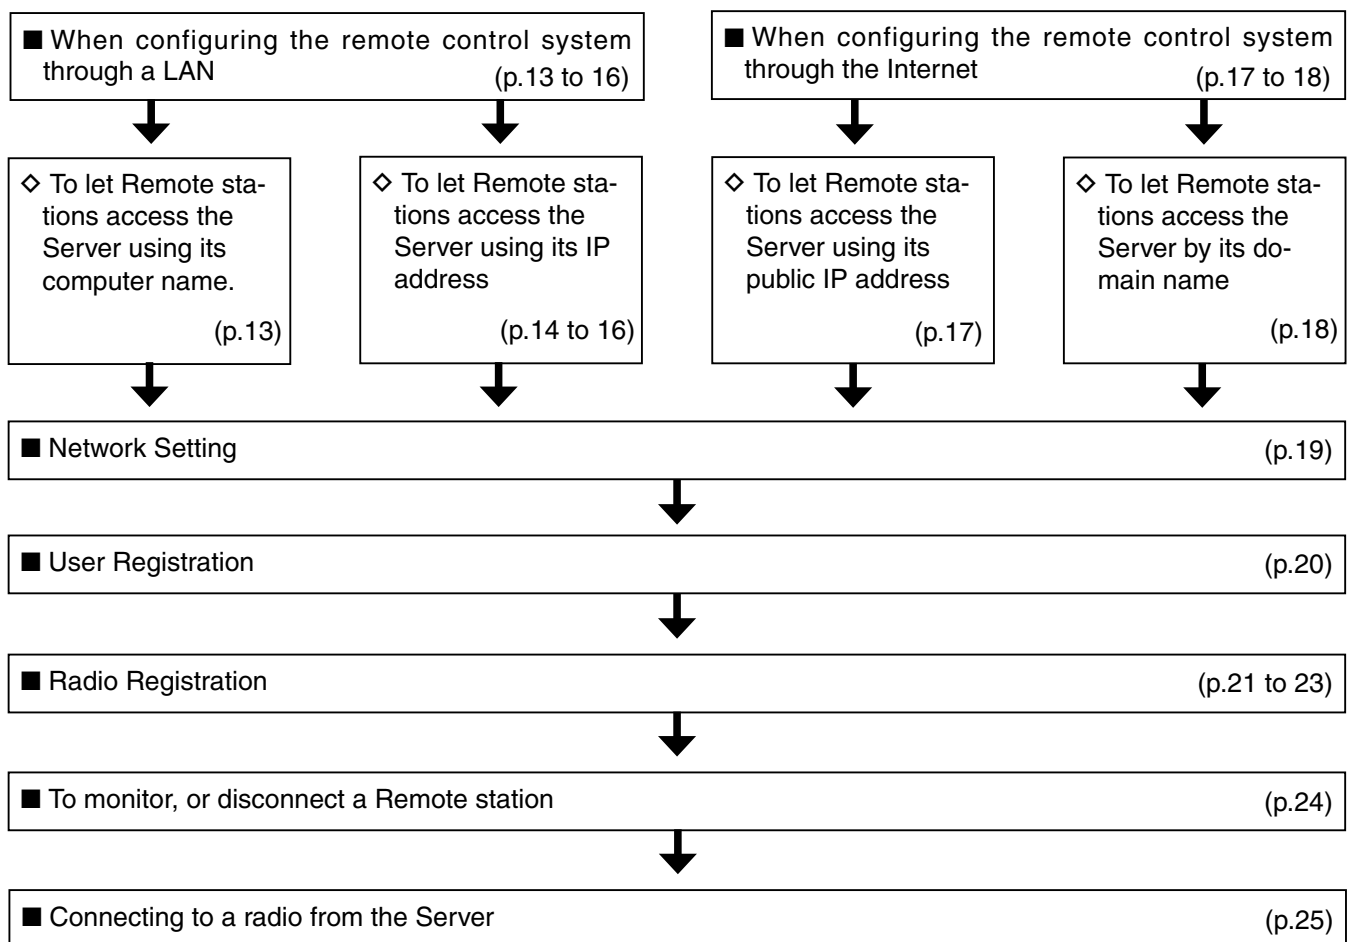 ■ When configuring the remote control system
through a LAN
(p.13 to 16)
■ When configuring the remote control system
through the Internet
(p.17 to 18)
◇ To let Remote sta-
tions access the
Server using its
computer name.
(p.13)
◇ To let Remote sta-
tions access the
Server using its IP
address
(p.14 to 16)
◇ To let Remote sta-
tions access the
Server using its
public IP address
(p.17)
◇ To let Remote sta-
tions access the
Server by its do-
main name
(p.18)
■ Network Setting (p.19)
■ User Registration (p.20)
■ Radio Registration (p.21 to 23)
■ To monitor, or disconnect a Remote station (p.24)
■ Connecting to a radio from the Server (p.25)